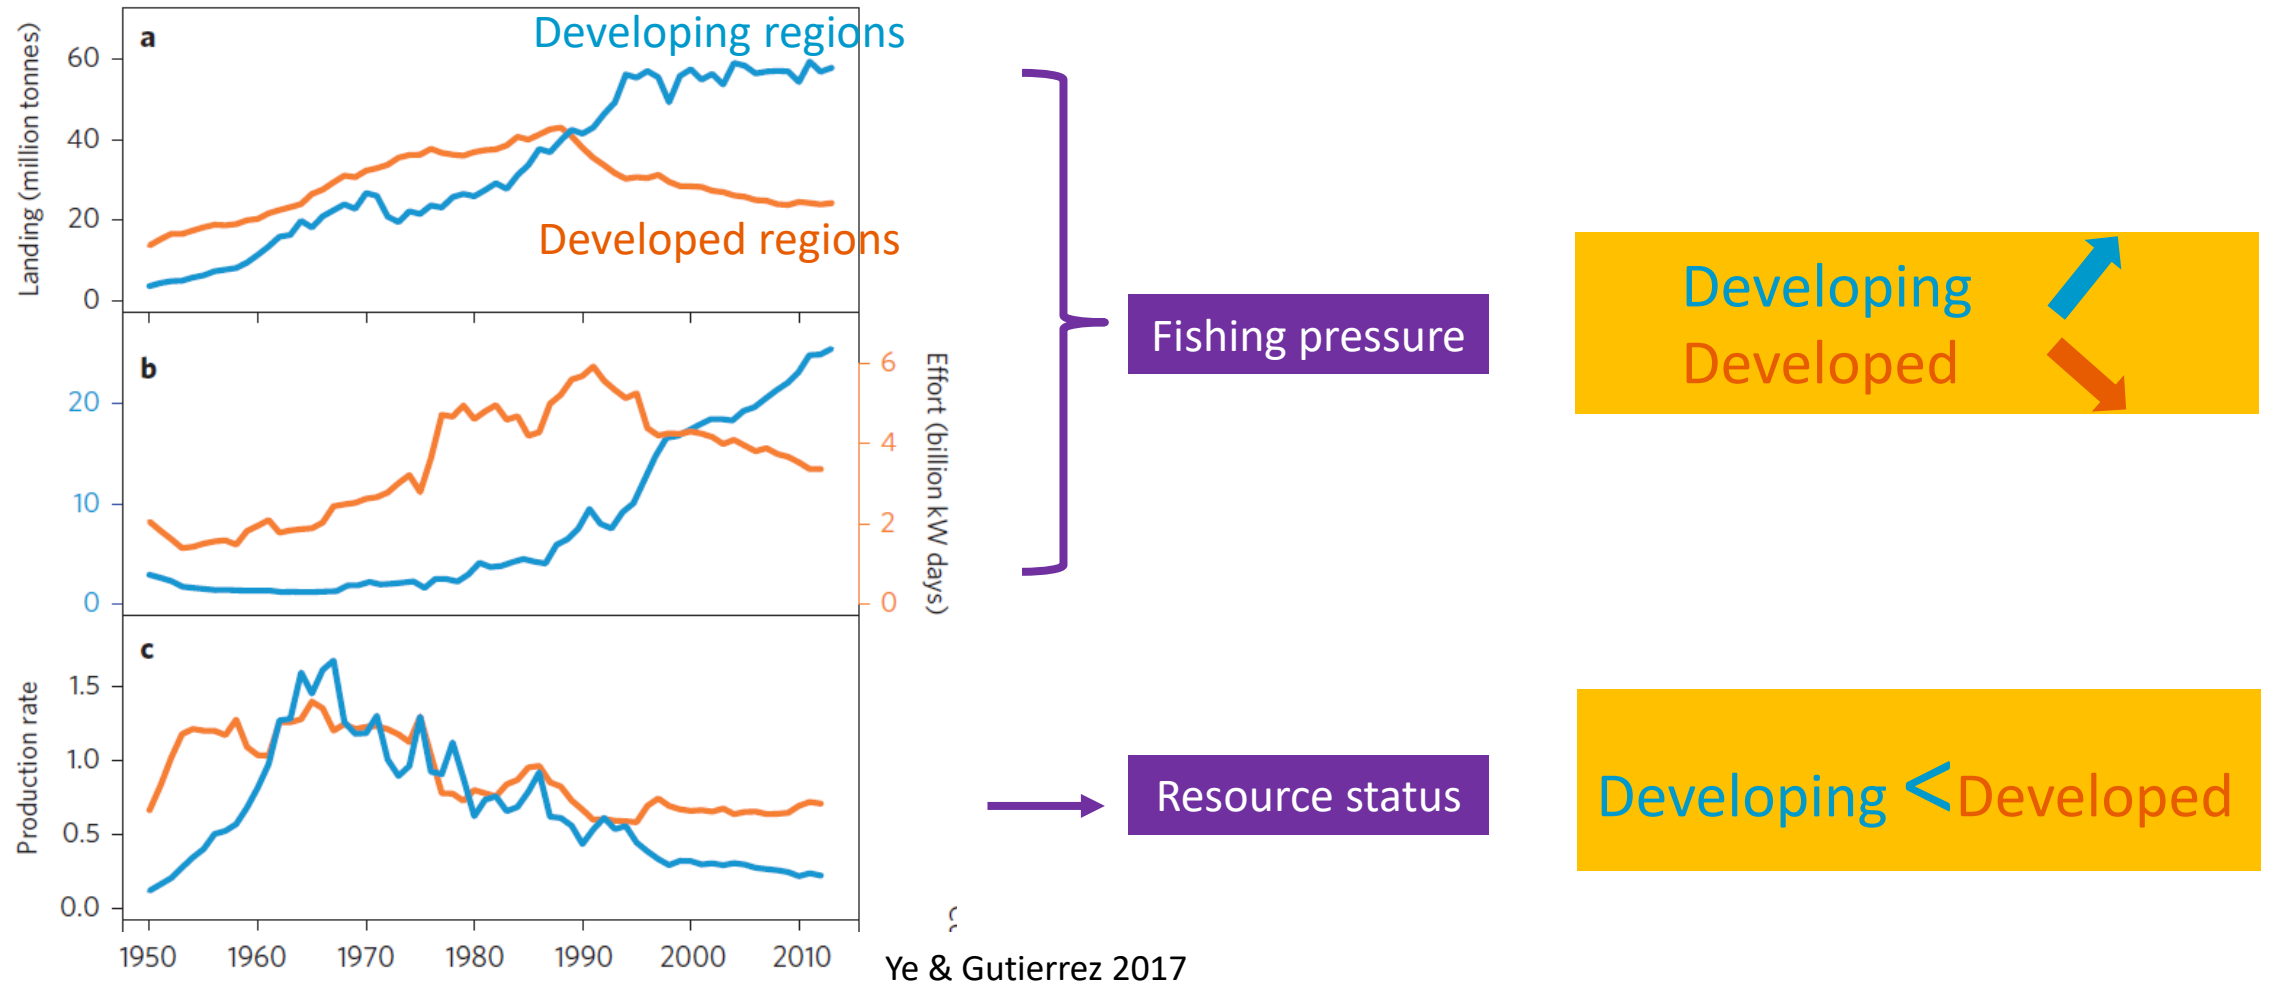 a
Developing regions
Developed regions
Landing (million tonnes)
60
40
20
0
b
20
10
0
6
4
2
0
Effort (billion kW days)
c
Production rate
1.5
1.0
0.5
0.0
1950 1960 1970 1980 1990 2000 2010
Ye & Gutierrez 2017
Fishing pressure
Developing
Developed
Resource status
Developing < Developed